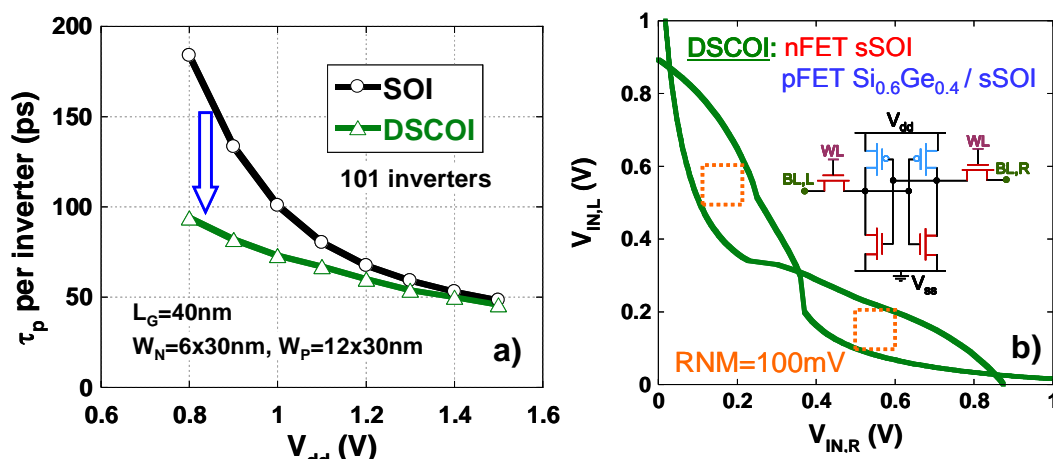 200
150
100
50
0
τp per inverter (ps)
SOI
DSCOI
101 inverters
LG=40nm
WN=6x30nm, WP=12x30nm
a)
0.6 0.8 1 1.2 1.4 1.6
Vdd (V)
1
0.8
0.6
0.4
0.2
0
VIN,L (V)
DSCOI: nFET sSOI
pFET Si0.6Ge0.4 / sSOI
Vdd
WL
WL
BL,L
BL,R
Vss
RNM=100mV
b)
0 0.2 0.4 0.6 0.8 1
VIN,R (V)